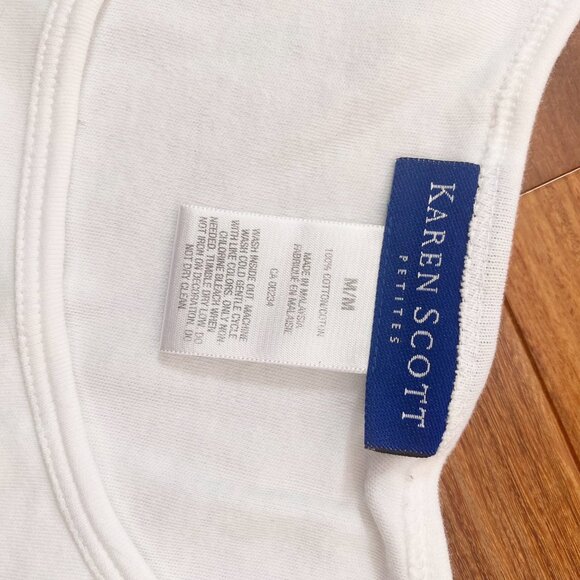 KAREN SCOTT
PETITES
M/M
100% COTTON/COTON
MADE IN MALAYSIA
FABRIQUÉ EN MALAISIE
CA 00234
WASH INSIDE OUT. MACHINE
WASH COLD GENTLE CYCLE
WITH LIKE COLORS. ONLY NON
CHLORINE BLEACH WHEN
NEEDED. TUMBLE DRY LOW. DO
NOT IRON ON DECORATION. DO
NOT DRY CLEAN.